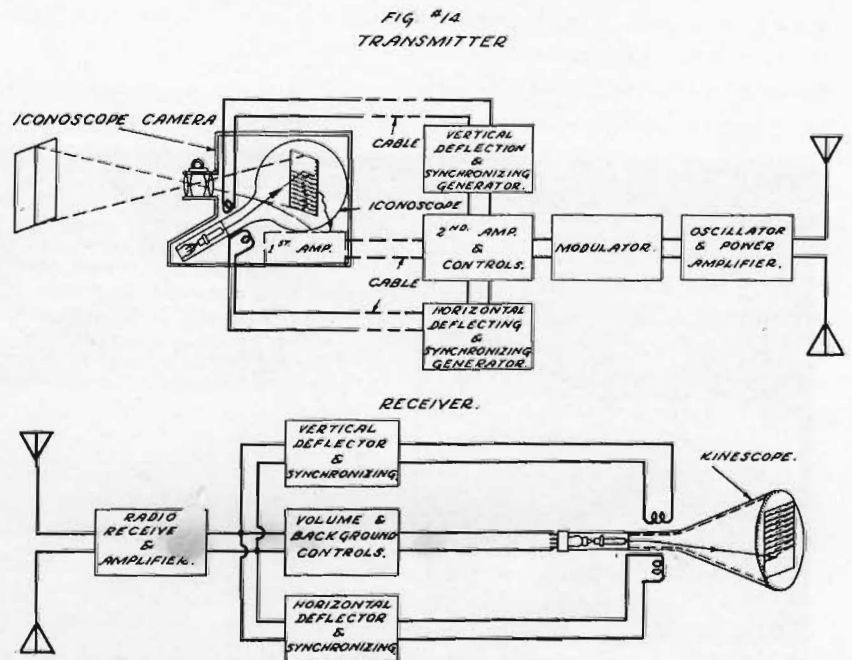 FIG. #14
TRANSMITTER
ICONOSCOPE CAMERA
CABLE
VERTICAL
DEFLECTION
&
SYNCHRONIZING
GENERATOR.
ICONOSCOPE
1ST. AMP.
2ND. AMP.
&
CONTROLS.
MODULATOR.
OSCILLATOR
& POWER
AMPLIFIER.
CABLE
HORIZONTAL
DEFLECTING
&
SYNCHRONIZING
GENERATOR.
RECEIVER.
VERTICAL
DEFLECTOR
&
SYNCHRONIZING
KINESCOPE.
RADIO
RECEIVE
&
AMPLIFIER.
VOLUME &
BACKGROUND
CONTROLS.
HORIZONTAL
DEFLECTOR
&
SYNCHRONIZING